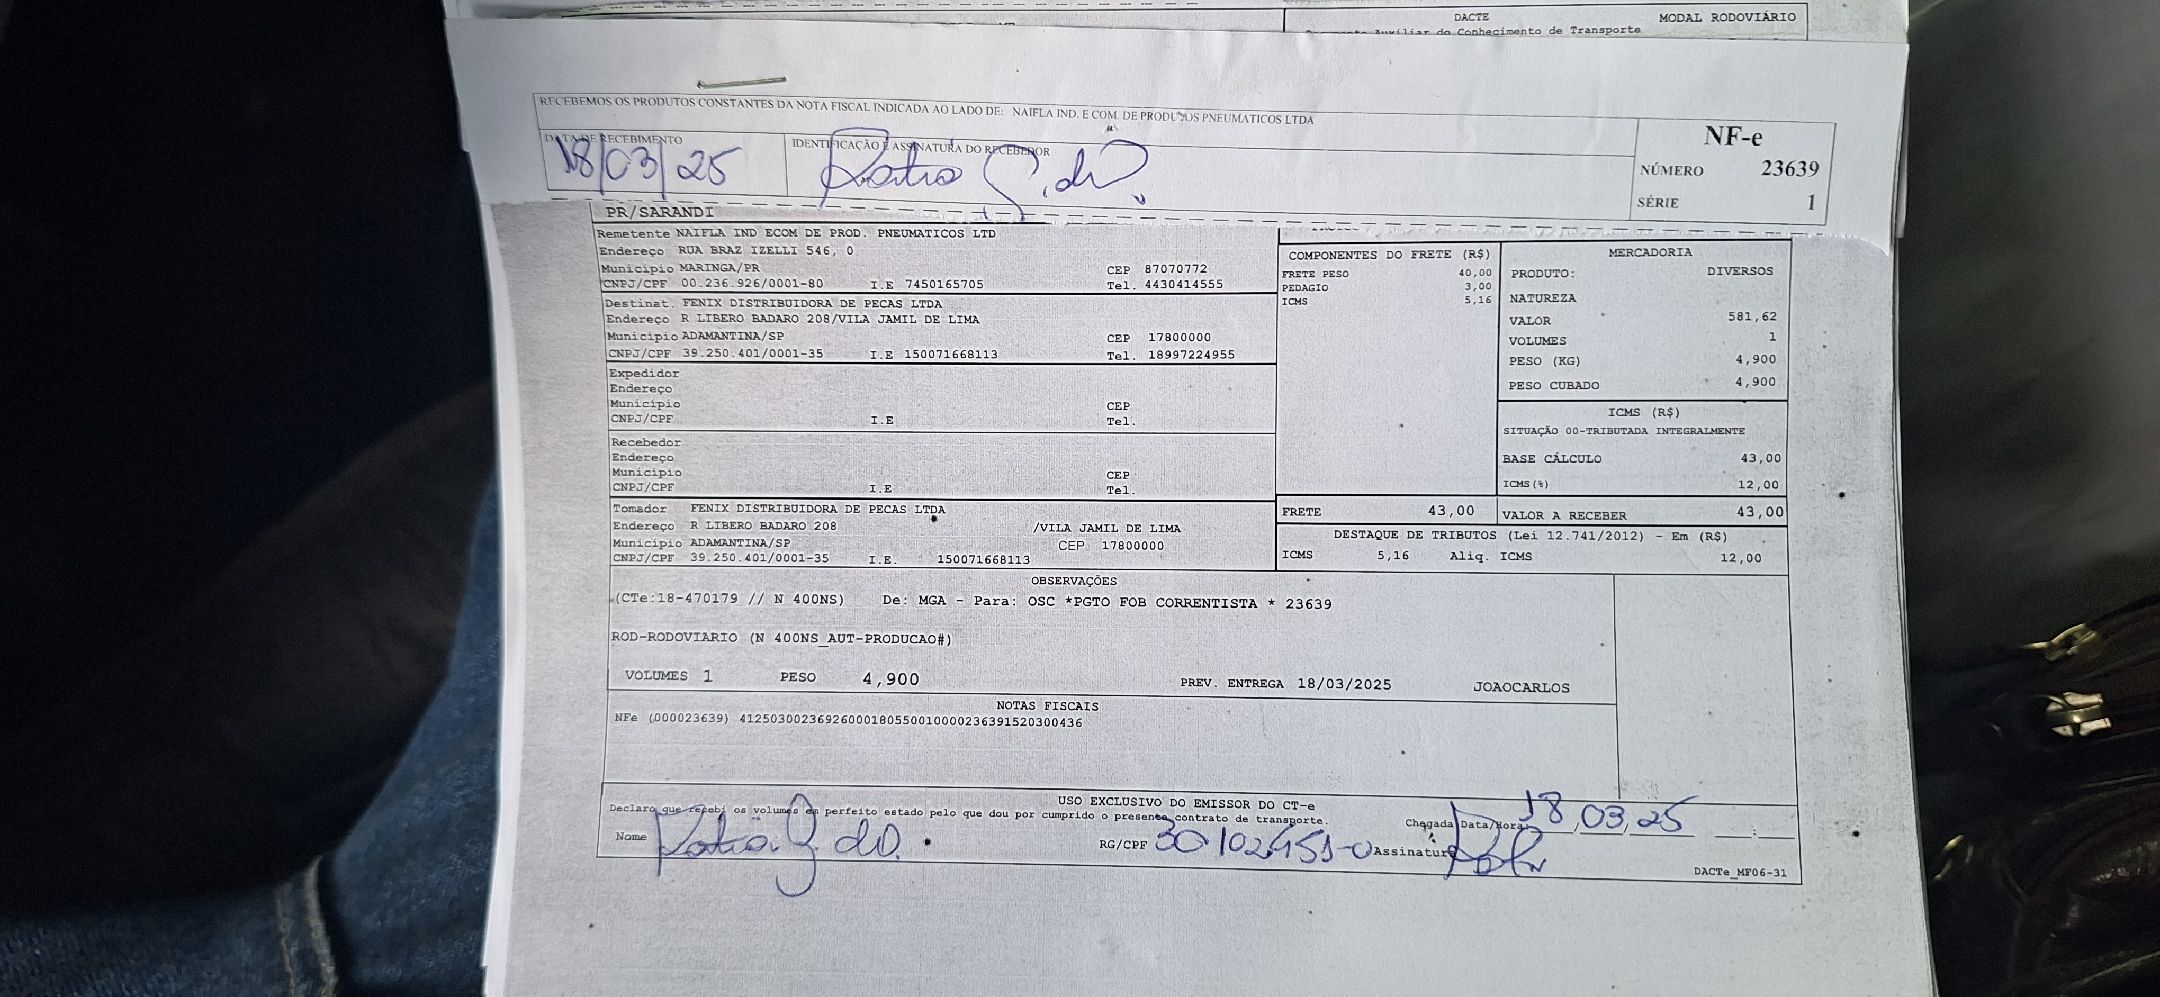 DACTE MODAL RODOVIÁRIO
Auxiliar do Conhecimento de Transporte
RECEBEMOS OS PRODUTOS CONSTANTES DA NOTA FISCAL INDICADA AO LADO DE: NAIFLA IND. E COM. DE PRODUTOS PNEUMATICOS LTDA
DATA DE RECEBIMENTO
18/03/25
IDENTIFICAÇÃO E ASSINATURA DO RECEBEDOR
NF-e
NÚMERO 23639
SÉRIE 1
PR/SARANDI
Remetente NAIFLA IND ECOM DE PROD. PNEUMATICOS LTD
Endereço RUA BRAZ IZELLI 546, 0
Município MARINGA/PR CEP 87070772
CNPJ/CPF 00.236.926/0001-80 I.E 7450165705 Tel. 4430414555
Destinat. FENIX DISTRIBUIDORA DE PECAS LTDA
Endereço R LIBERO BADARO 208/VILA JAMIL DE LIMA
Município ADAMANTINA/SP CEP 17800000
CNPJ/CPF 39.250.401/0001-35 I.E 150071668113 Tel. 18997224955
Expedidor
Endereço
Município CEP
CNPJ/CPF I.E Tel.
Recebedor
Endereço
Município CEP
CNPJ/CPF I.E Tel.
Tomador FENIX DISTRIBUIDORA DE PECAS LTDA
Endereço R LIBERO BADARO 208 /VILA JAMIL DE LIMA
Município ADAMANTINA/SP CEP 17800000
CNPJ/CPF 39.250.401/0001-35 I.E. 150071668113
COMPONENTES DO FRETE (R$)
FRETE PESO 40,00
PEDAGIO 3,00
ICMS 5,16
MERCADORIA
PRODUTO: DIVERSOS
NATUREZA
VALOR 581,62
VOLUMES 1
PESO (KG) 4,900
PESO CUBADO 4,900
ICMS (R$)
SITUAÇÃO 00-TRIBUTADA INTEGRALMENTE
BASE CÁLCULO 43,00
ICMS(%) 12,00
FRETE 43,00 VALOR A RECEBER 43,00
DESTAQUE DE TRIBUTOS (Lei 12.741/2012) - Em (R$)
ICMS 5,16 Aliq. ICMS 12,00
OBSERVAÇÕES
(CTe:18-470179 // N 400NS) De: MGA - Para: OSC *PGTO FOB CORRENTISTA * 23639
ROD-RODOVIARIO (N 400NS_AUT-PRODUCAO#)
VOLUMES 1 PESO 4,900 PREV. ENTREGA 18/03/2025 JOAOCARLOS
NOTAS FISCAIS
NFe (000023639) 41250300236926000180550010000236391520300436
USO EXCLUSIVO DO EMISSOR DO CT-e
Declaro que recebi os volumes em perfeito estado pelo que dou por cumprido o presente contrato de transporte.
Chegada Data/Hora 18/03/25 __:__
Nome RG/CPF Assinatura
DACTe_MF06-31